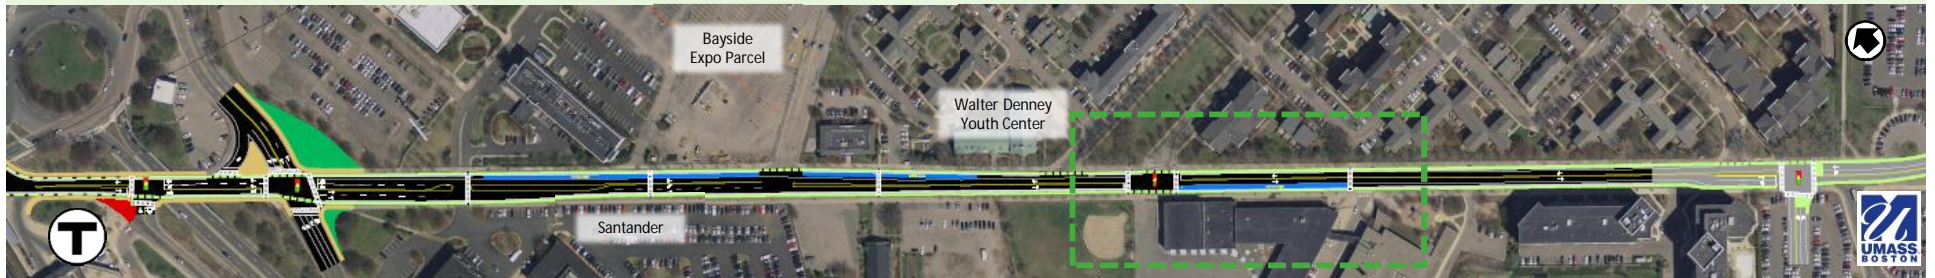 Bayside
Expo Parcel
Walter Denney
Youth Center
Santander
T
UMASS
BOSTON